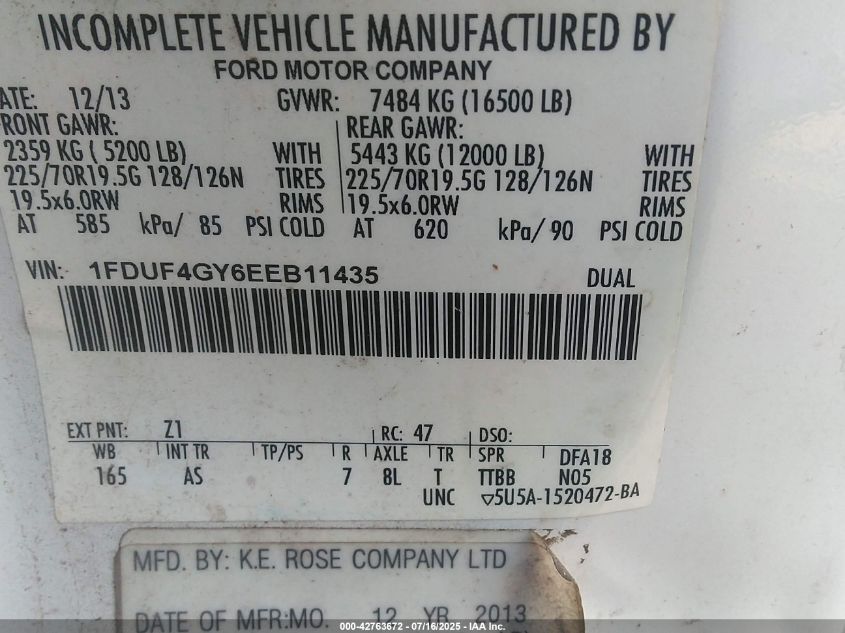 INCOMPLETE VEHICLE MANUFACTURED BY
FORD MOTOR COMPANY
ATE: 12/13 GVWR: 7484 KG (16500 LB)
RONT GAWR: REAR GAWR:
2359 KG ( 5200 LB) WITH 5443 KG (12000 LB) WITH
225/70R19.5G 128/126N TIRES 225/70R19.5G 128/126N TIRES
19.5x6.0RW RIMS 19.5x6.0RW RIMS
AT 585 kPa/ 85 PSI COLD AT 620 kPa/ 90 PSI COLD
VIN: 1FDUF4GY6EEB11435 DUAL
EXT PNT: Z1 RC: 47 DSO:
WB INT TR TP/PS R AXLE TR SPR DFA18
165 AS 7 8L T TTBB N05
UNC ▽5U5A-1520472-BA
MFD. BY: K.E. ROSE COMPANY LTD
DATE OF MFR:MO. 12 YR 2013
000-42763672 - 07/16/2025 - IAA Inc.